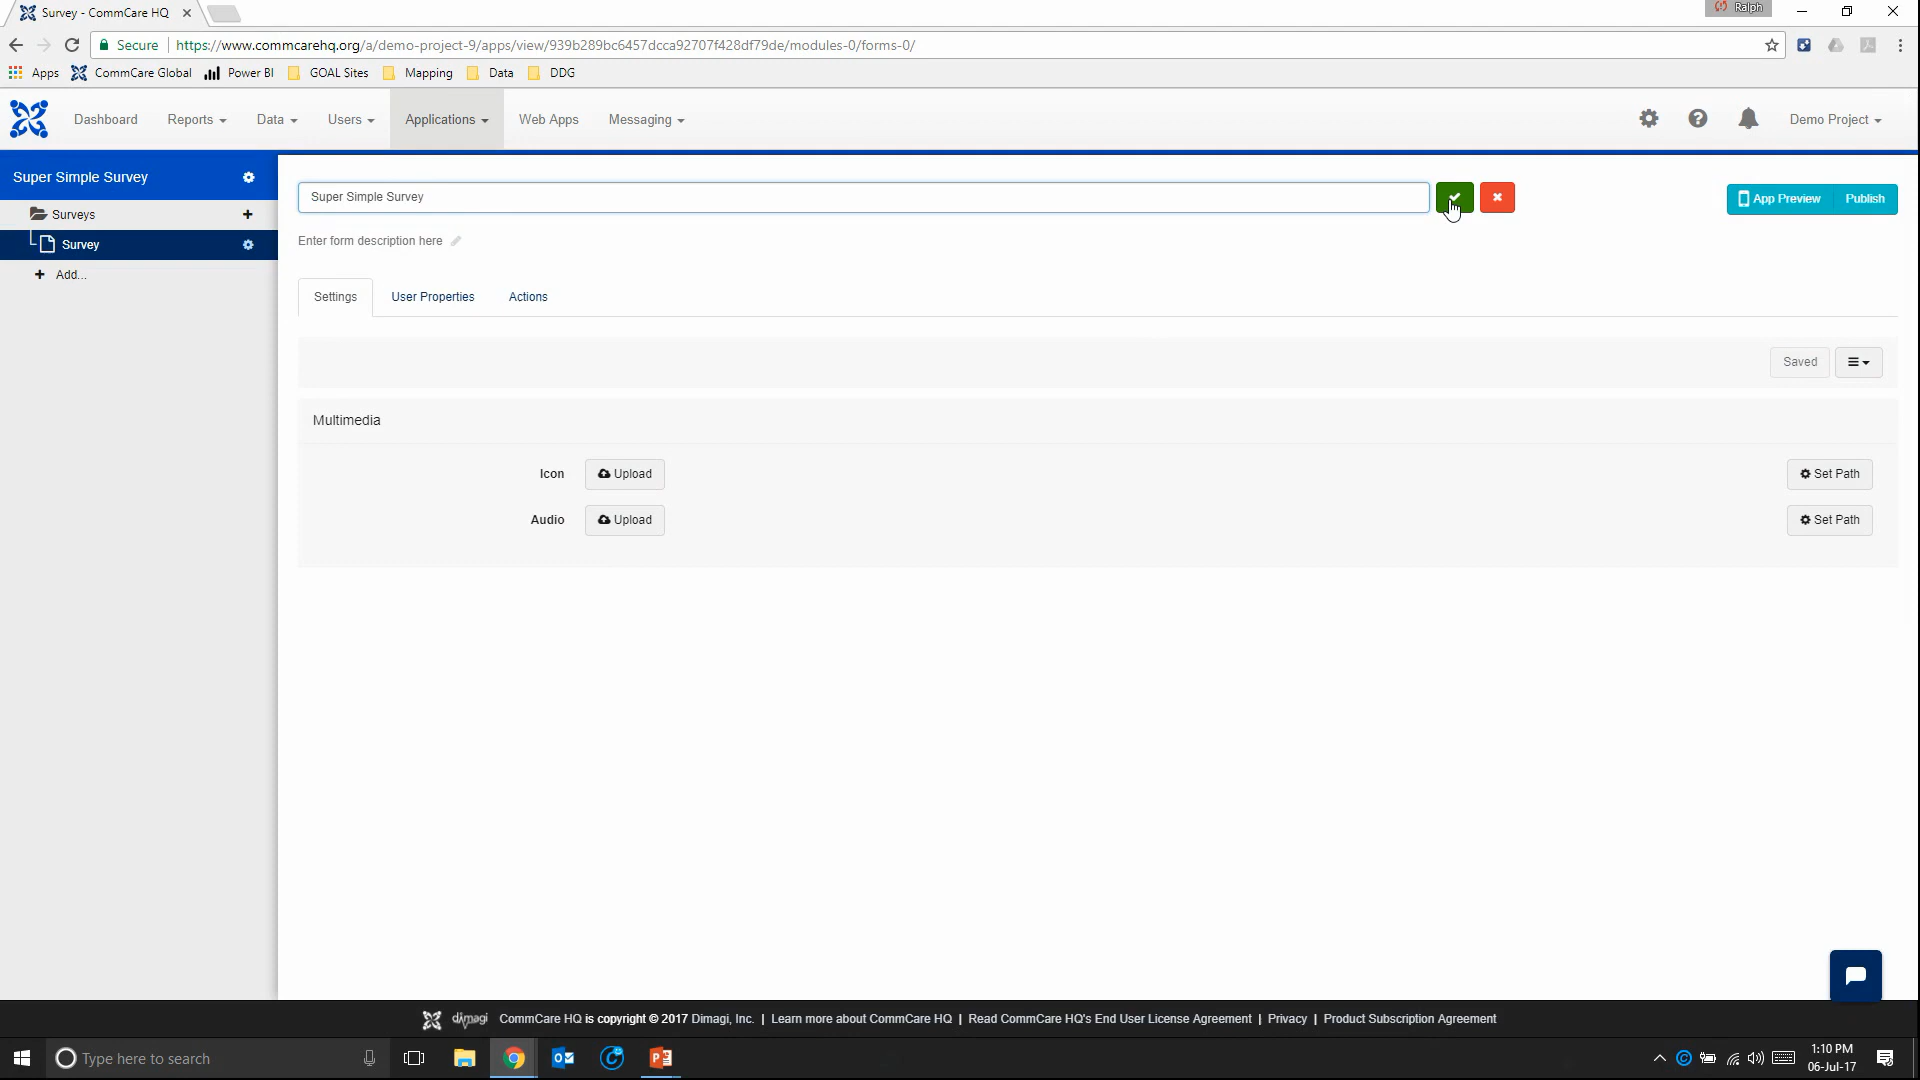 Survey - CommCare HQ
Ralph
Secure https://www.commcarehq.org/a/demo-project-9/apps/view/939b289bc6457dcca92707f428df79de/modules-0/forms-0/
Apps CommCare Global Power BI GOAL Sites Mapping Data DDG
Dashboard Reports Data Users Applications Web Apps Messaging Demo Project
Super Simple Survey
Surveys
Survey
Add...
Super Simple Survey
App Preview Publish
Enter form description here
Settings User Properties Actions
Saved
Multimedia
Icon Upload Set Path
Audio Upload Set Path
dimagi CommCare HQ is copyright © 2017 Dimagi, Inc. | Learn more about CommCare HQ | Read CommCare HQ's End User License Agreement | Privacy | Product Subscription Agreement
Type here to search
1:10 PM
06-Jul-17